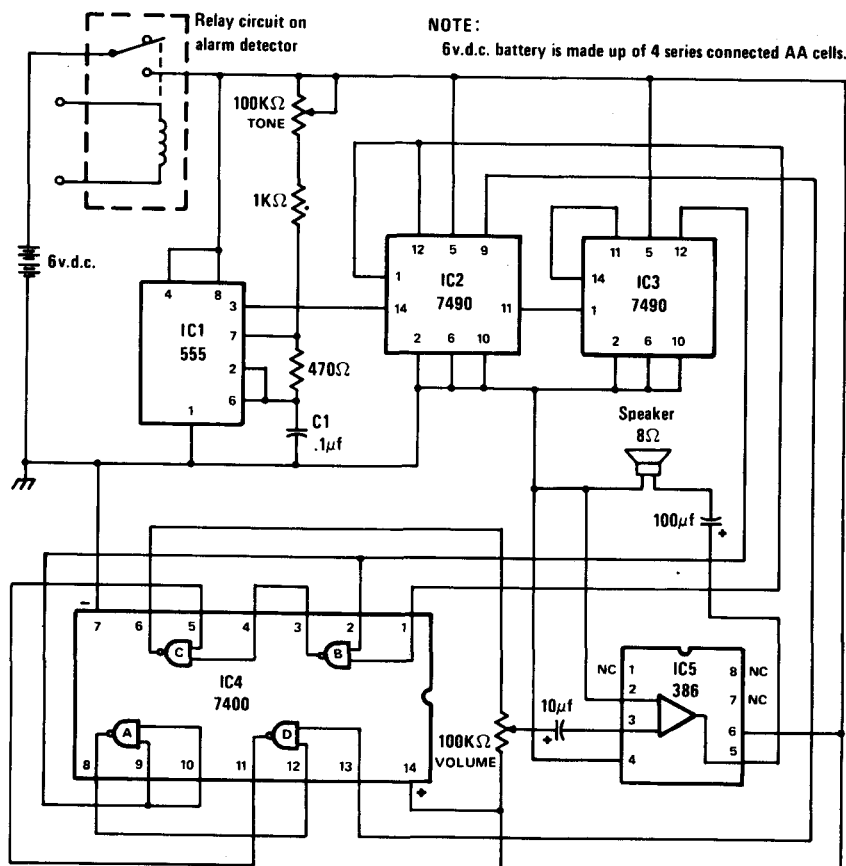 Relay circuit on
alarm detector
NOTE:
6v.d.c. battery is made up of 4 series connected AA cells.
100KΩ
TONE
1KΩ
6v.d.c.
4 8
3
IC1
555
7
2
6
1
470Ω
C1
.1μf
12 5 9
1
IC2
7490
14
11
2 6 10
11 5 12
14
IC3
7490
1
2 6 10
Speaker
8Ω
100μf
+
−
7 6 5 4 3 2 1
C
B
IC4
7400
A
D
8 9 10 11 12 13 14
+
100KΩ
VOLUME
10μf
+
NC 1
IC5
386
8 NC
2
7 NC
3
6
5
4